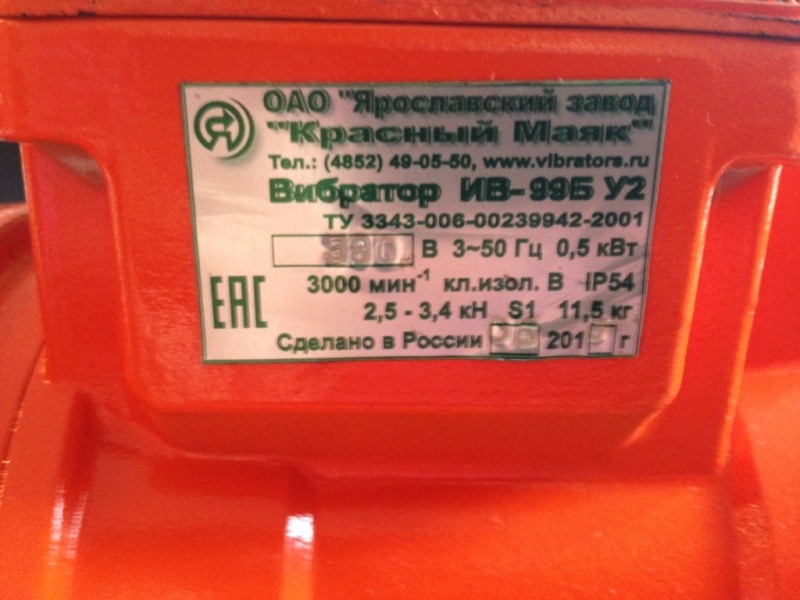 ОАО "Ярославский завод
"Красный Маяк"
Тел.: (4852) 49-05-50, www.vibrators.ru
Вибратор ИВ-99Б У2
ТУ 3343-006-00239942-2001
380 В 3~50 Гц 0,5 кВт
3000 мин⁻¹ кл.изол. В IP54
EAC
2,5 - 3,4 кН S1 11,5 кг
Сделано в России 201 г